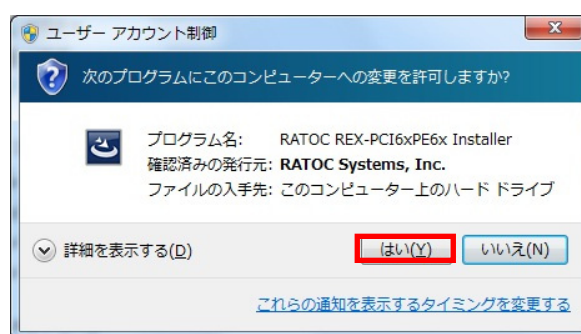 ユーザー アカウント制御
次のプログラムにこのコンピューターへの変更を許可しますか?
プログラム名: RATOC REX-PCI6xPE6x Installer
確認済みの発行元: RATOC Systems, Inc.
ファイルの入手先: このコンピューター上のハード ドライブ
詳細を表示する(D)
はい(Y)
いいえ(N)
これらの通知を表示するタイミングを変更する